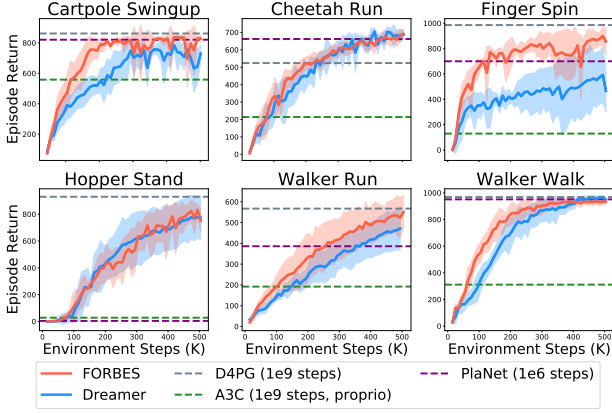 Cartpole Swingup
Cheetah Run
Finger Spin
Episode Return
200
400
600
800
0
100
200
300
400
500
600
700
0
200
400
600
800
1000
Hopper Stand
Walker Run
Walker Walk
Episode Return
0
200
400
600
800
0
100
200
300
400
500
600
0
200
400
600
800
1000
0 100 200 300 400 500
0 100 200 300 400 500
0 100 200 300 400 500
Environment Steps (K)
Environment Steps (K)
Environment Steps (K)
FORBES
D4PG (1e9 steps)
PlaNet (1e6 steps)
Dreamer
A3C (1e9 steps, proprio)